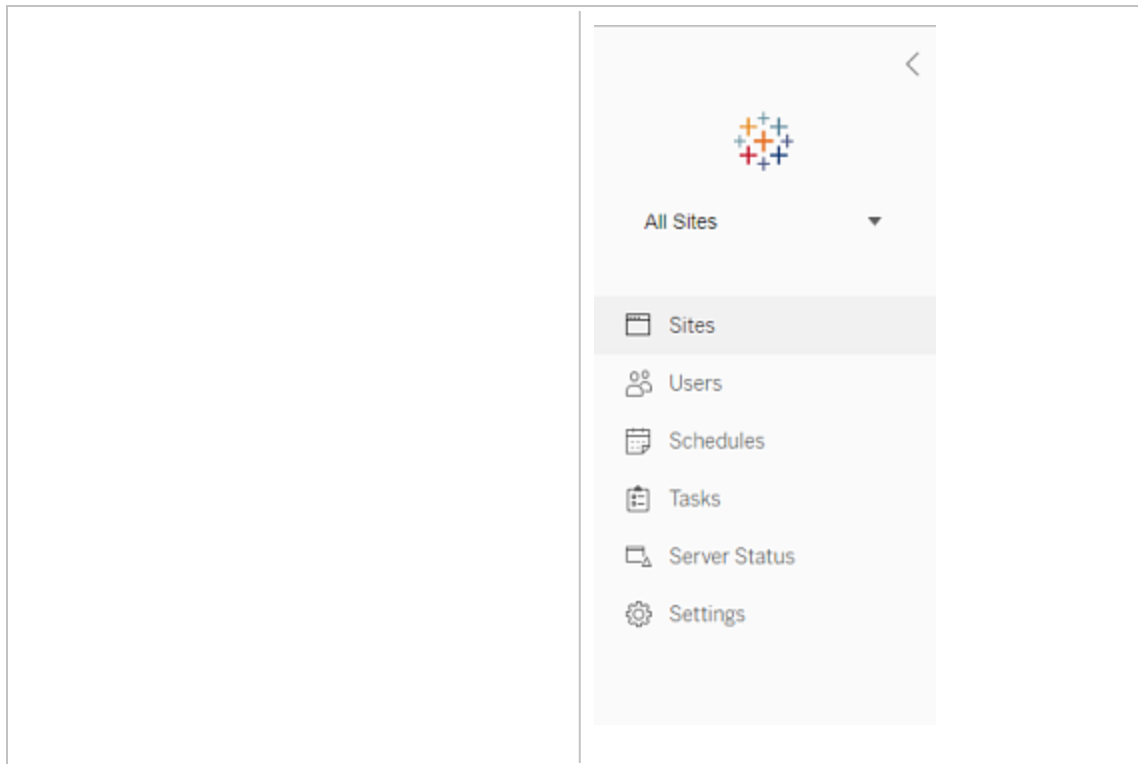 All Sites
Sites
Users
Schedules
Tasks
Server Status
Settings